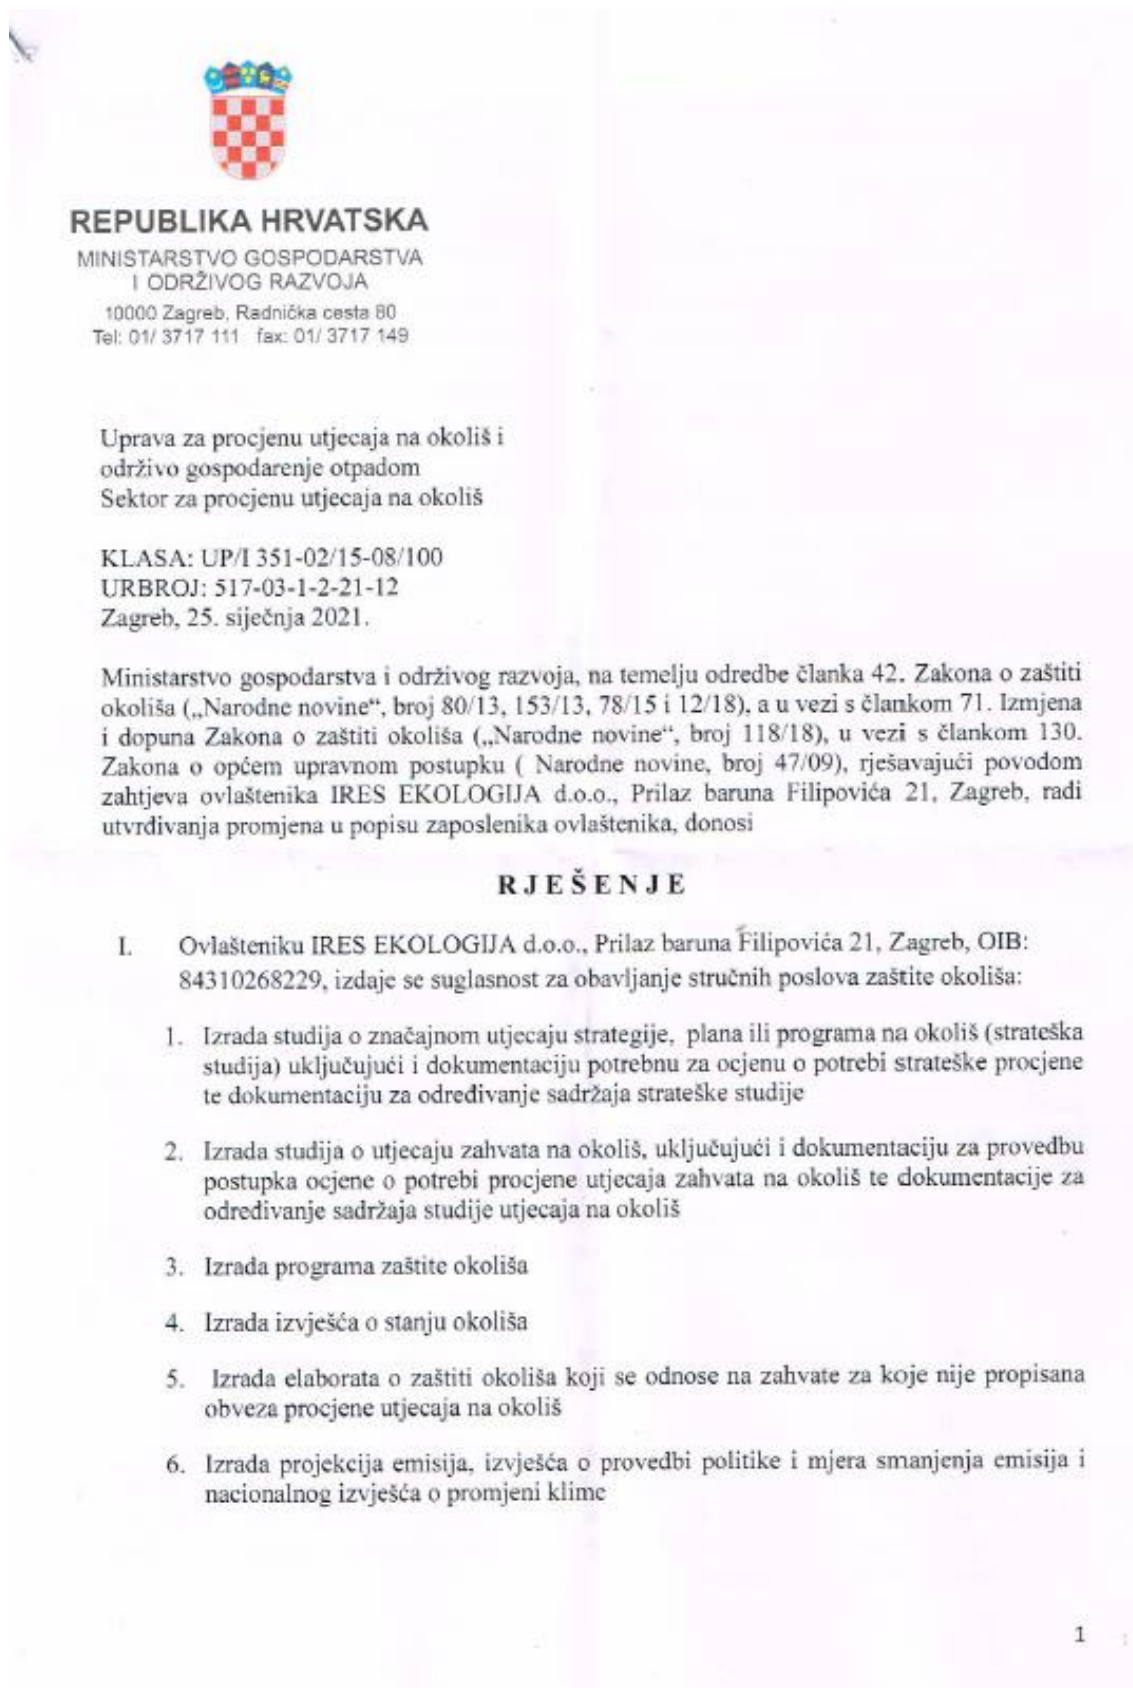 REPUBLIKA HRVATSKA
MINISTARSTVO GOSPODARSTVA
I ODRŽIVOG RAZVOJA
10000 Zagreb, Radnička cesta 80
Tel: 01/ 3717 111 fax: 01/ 3717 149
Uprava za procjenu utjecaja na okoliš i
održivo gospodarenje otpadom
Sektor za procjenu utjecaja na okoliš
KLASA: UP/I 351-02/15-08/100
URBROJ: 517-03-1-2-21-12
Zagreb, 25. siječnja 2021.
Ministarstvo gospodarstva i održivog razvoja, na temelju odredbe članka 42. Zakona o zaštiti
okoliša („Narodne novine“, broj 80/13, 153/13, 78/15 i 12/18), a u vezi s člankom 71. Izmjena
i dopuna Zakona o zaštiti okoliša („Narodne novine“, broj 118/18), u vezi s člankom 130.
Zakona o općem upravnom postupku ( Narodne novine, broj 47/09), rješavajući povodom
zahtjeva ovlaštenika IRES EKOLOGIJA d.o.o., Prilaz baruna Filipovića 21, Zagreb, radi
utvrđivanja promjena u popisu zaposlenika ovlaštenika, donosi
RJEŠENJE
I. Ovlašteniku IRES EKOLOGIJA d.o.o., Prilaz baruna Filipovića 21, Zagreb, OIB:
84310268229, izdaje se suglasnost za obavljanje stručnih poslova zaštite okoliša:
1. Izrada studija o značajnom utjecaju strategije, plana ili programa na okoliš (strateška
studija) uključujući i dokumentaciju potrebnu za ocjenu o potrebi strateške procjene
te dokumentaciju za određivanje sadržaja strateške studije
2. Izrada studija o utjecaju zahvata na okoliš, uključujući i dokumentaciju za provedbu
postupka ocjene o potrebi procjene utjecaja zahvata na okoliš te dokumentacije za
određivanje sadržaja studije utjecaja na okoliš
3. Izrada programa zaštite okoliša
4. Izrada izvješća o stanju okoliša
5. Izrada elaborata o zaštiti okoliša koji se odnose na zahvate za koje nije propisana
obveza procjene utjecaja na okoliš
6. Izrada projekcija emisija, izvješća o provedbi politike i mjera smanjenja emisija i
nacionalnog izvješća o promjeni klime
1